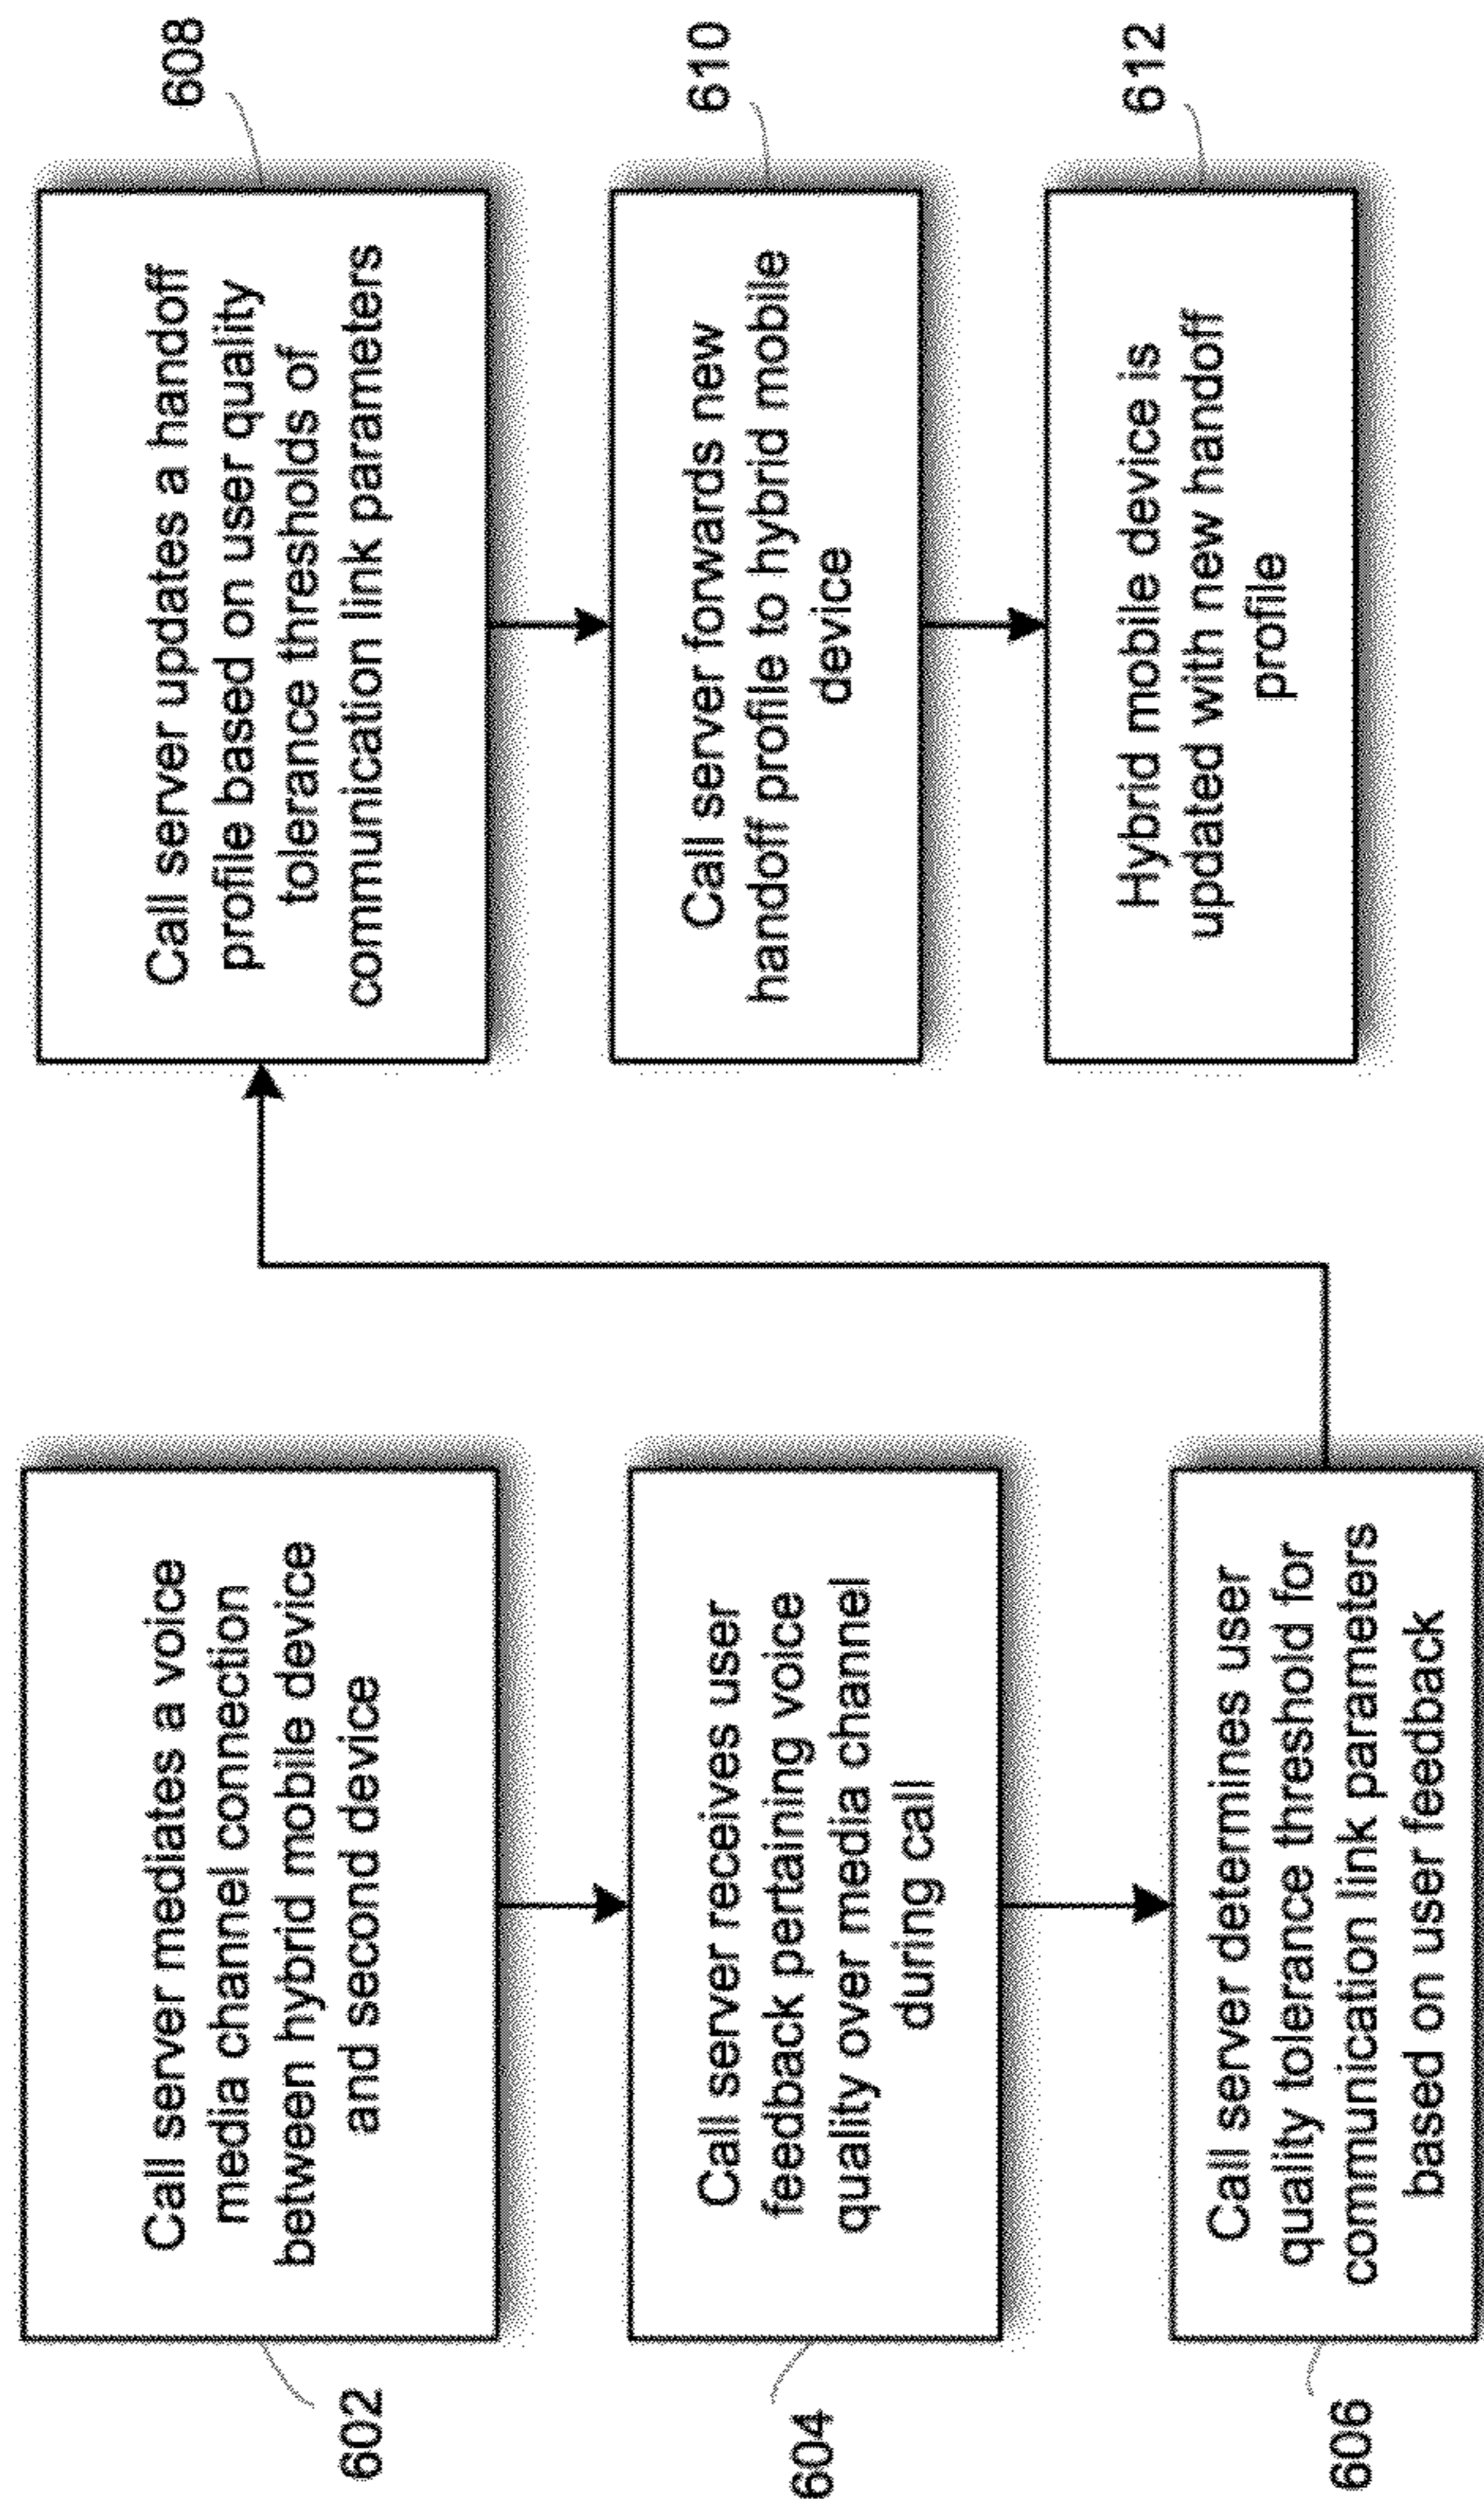 602
Call server mediates a voice
media channel connection
between hybrid mobile device
and second device
604
Call server receives user
feedback pertaining voice
quality over media channel
during call
606
Call server determines user
quality tolerance threshold for
communication link parameters
based on user feedback
608
Call server updates a handoff
profile based on user quality
tolerance thresholds of
communication link parameters
610
Call server forwards new
handoff profile to hybrid mobile
device
612
Hybrid mobile device is
updated with new handoff
profile